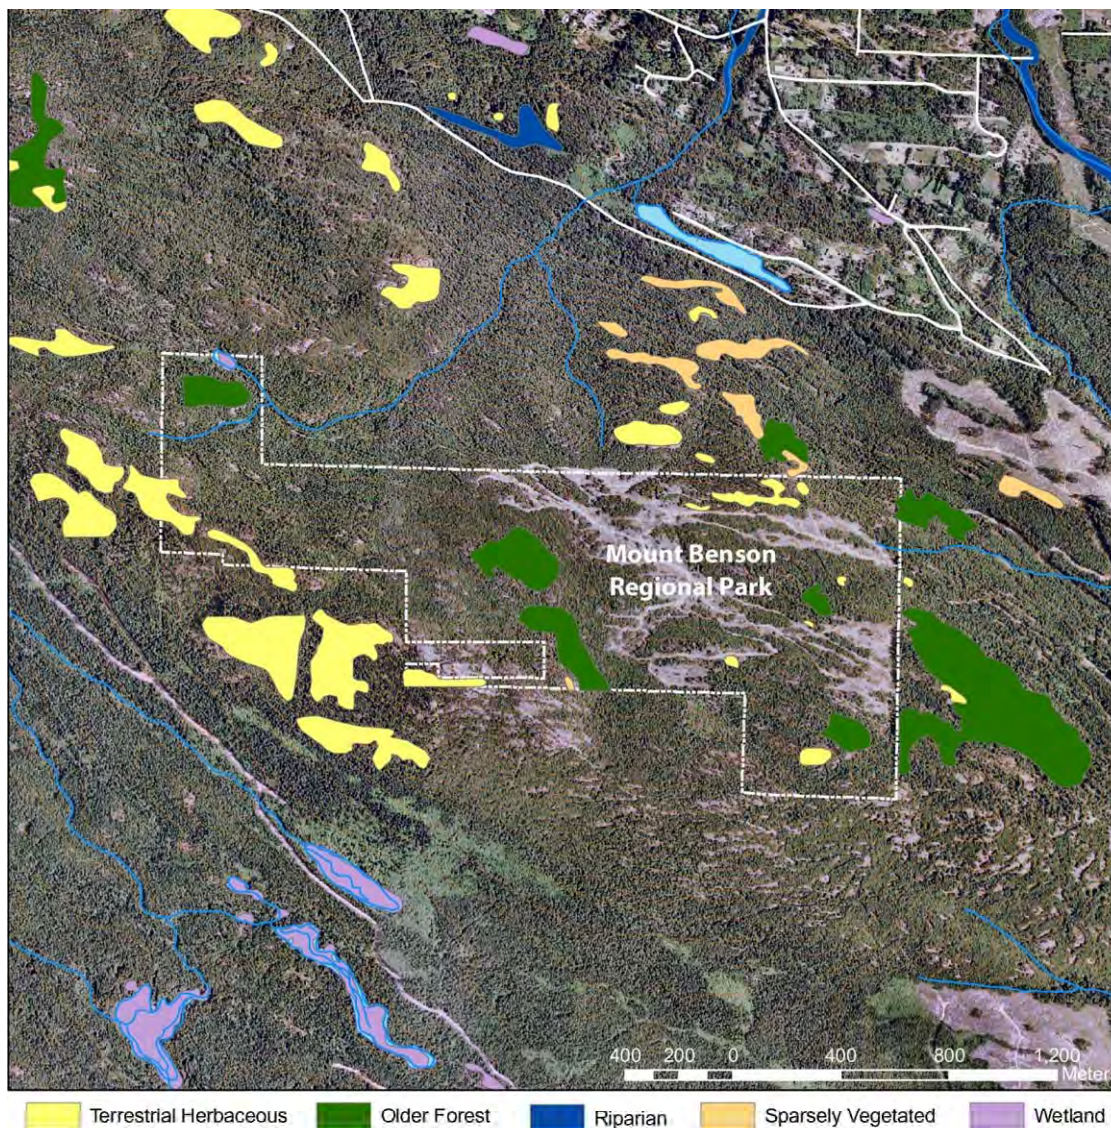 Mount Benson
Regional Park
400 200 0 400 800 1,200
Meter
Terrestrial Herbaceous Older Forest Riparian Sparsely Vegetated Wetland